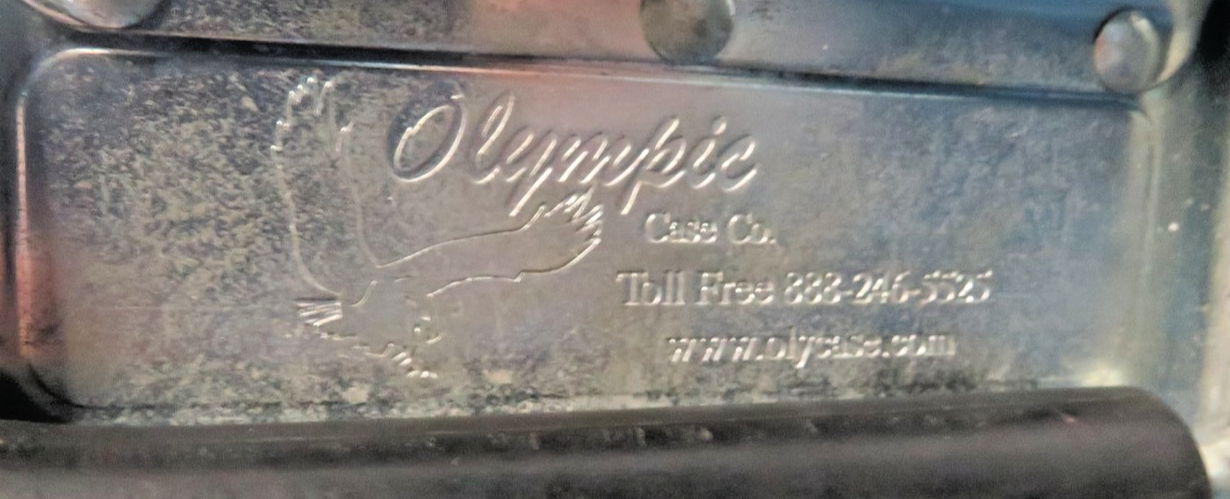 Olympic
Case Co.
Toll Free 888-246-5525
www.olycase.com